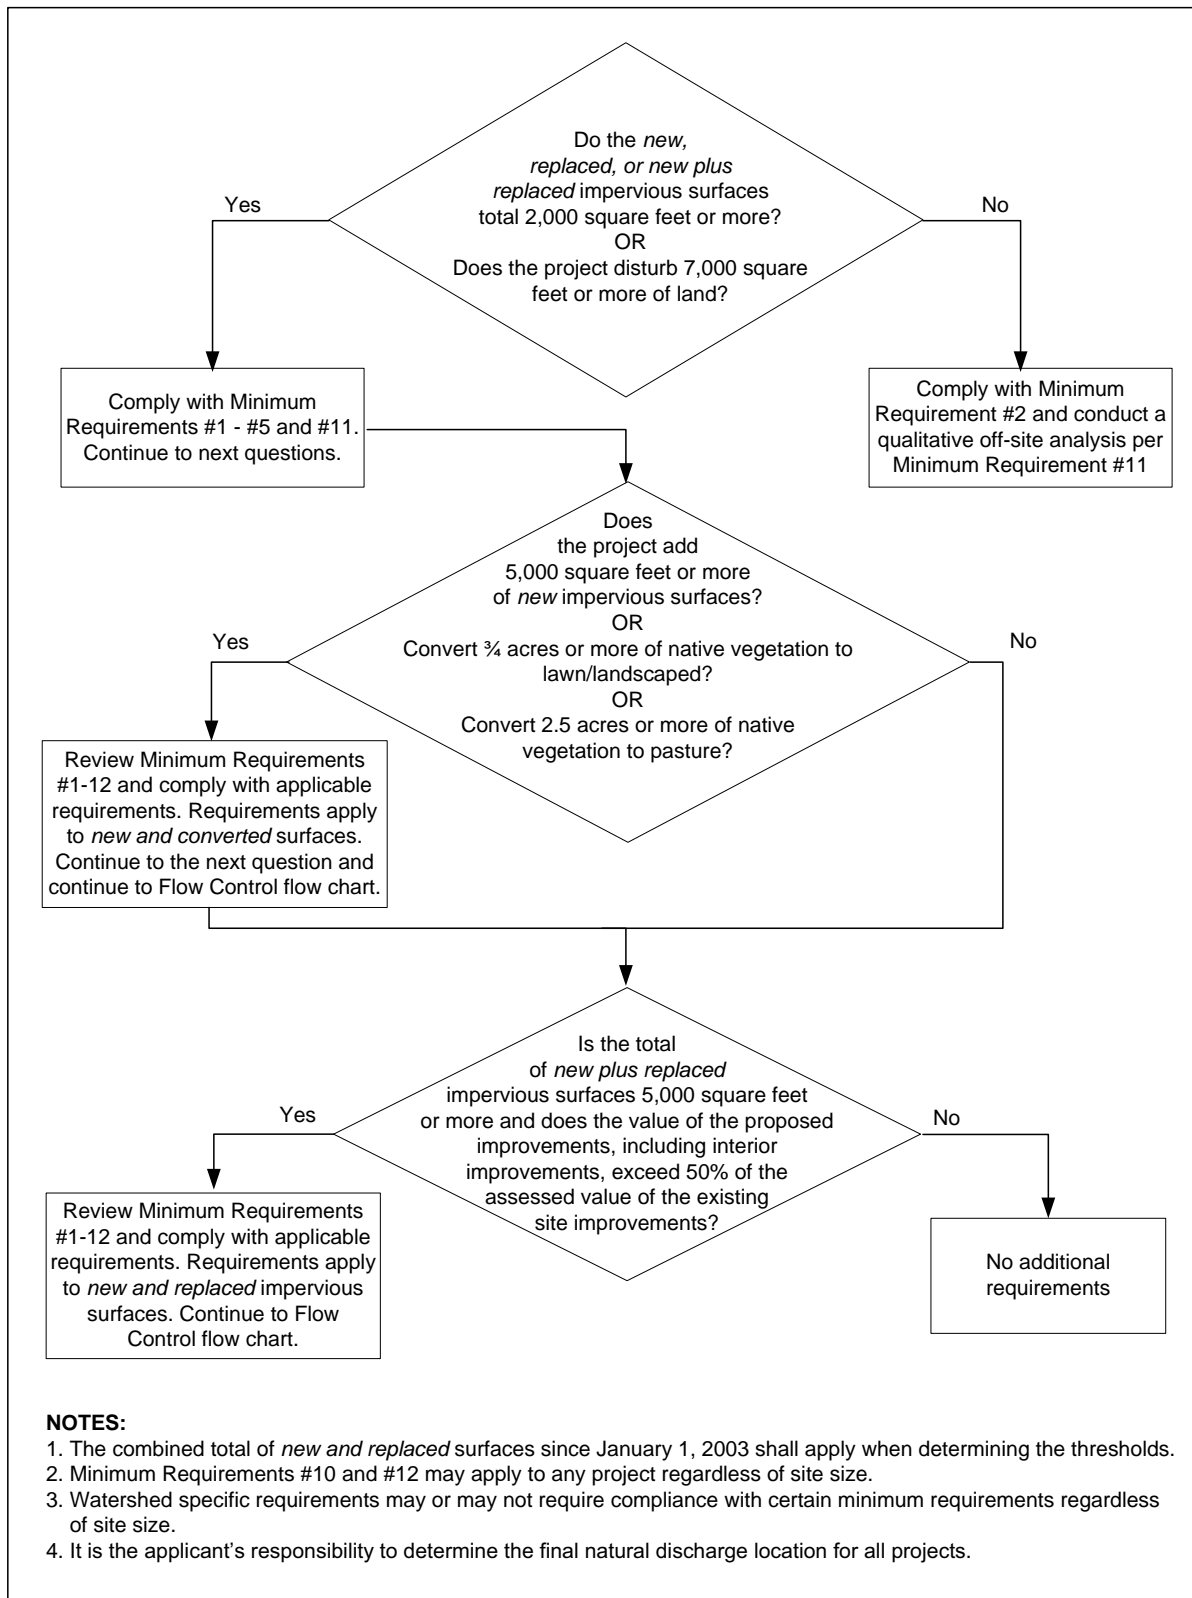 Do the new,
replaced, or new plus
replaced impervious surfaces
total 2,000 square feet or more?
OR
Does the project disturb 7,000 square
feet or more of land?
Yes
No
Comply with Minimum
Requirements #1 - #5 and #11.
Continue to next questions.
Comply with Minimum
Requirement #2 and conduct a
qualitative off-site analysis per
Minimum Requirement #11
Does
the project add
5,000 square feet or more
of new impervious surfaces?
OR
Convert ¾ acres or more of native vegetation to
lawn/landscaped?
OR
Convert 2.5 acres or more of native
vegetation to pasture?
Yes
No
Review Minimum Requirements
#1-12 and comply with applicable
requirements. Requirements apply
to new and converted surfaces.
Continue to the next question and
continue to Flow Control flow chart.
Is the total
of new plus replaced
impervious surfaces 5,000 square feet
or more and does the value of the proposed
improvements, including interior
improvements, exceed 50% of the
assessed value of the existing
site improvements?
Yes
No
Review Minimum Requirements
#1-12 and comply with applicable
requirements. Requirements apply
to new and replaced impervious
surfaces. Continue to Flow
Control flow chart.
No additional
requirements
NOTES:
1. The combined total of new and replaced surfaces since January 1, 2003 shall apply when determining the thresholds.
2. Minimum Requirements #10 and #12 may apply to any project regardless of site size.
3. Watershed specific requirements may or may not require compliance with certain minimum requirements regardless
of site size.
4. It is the applicant's responsibility to determine the final natural discharge location for all projects.